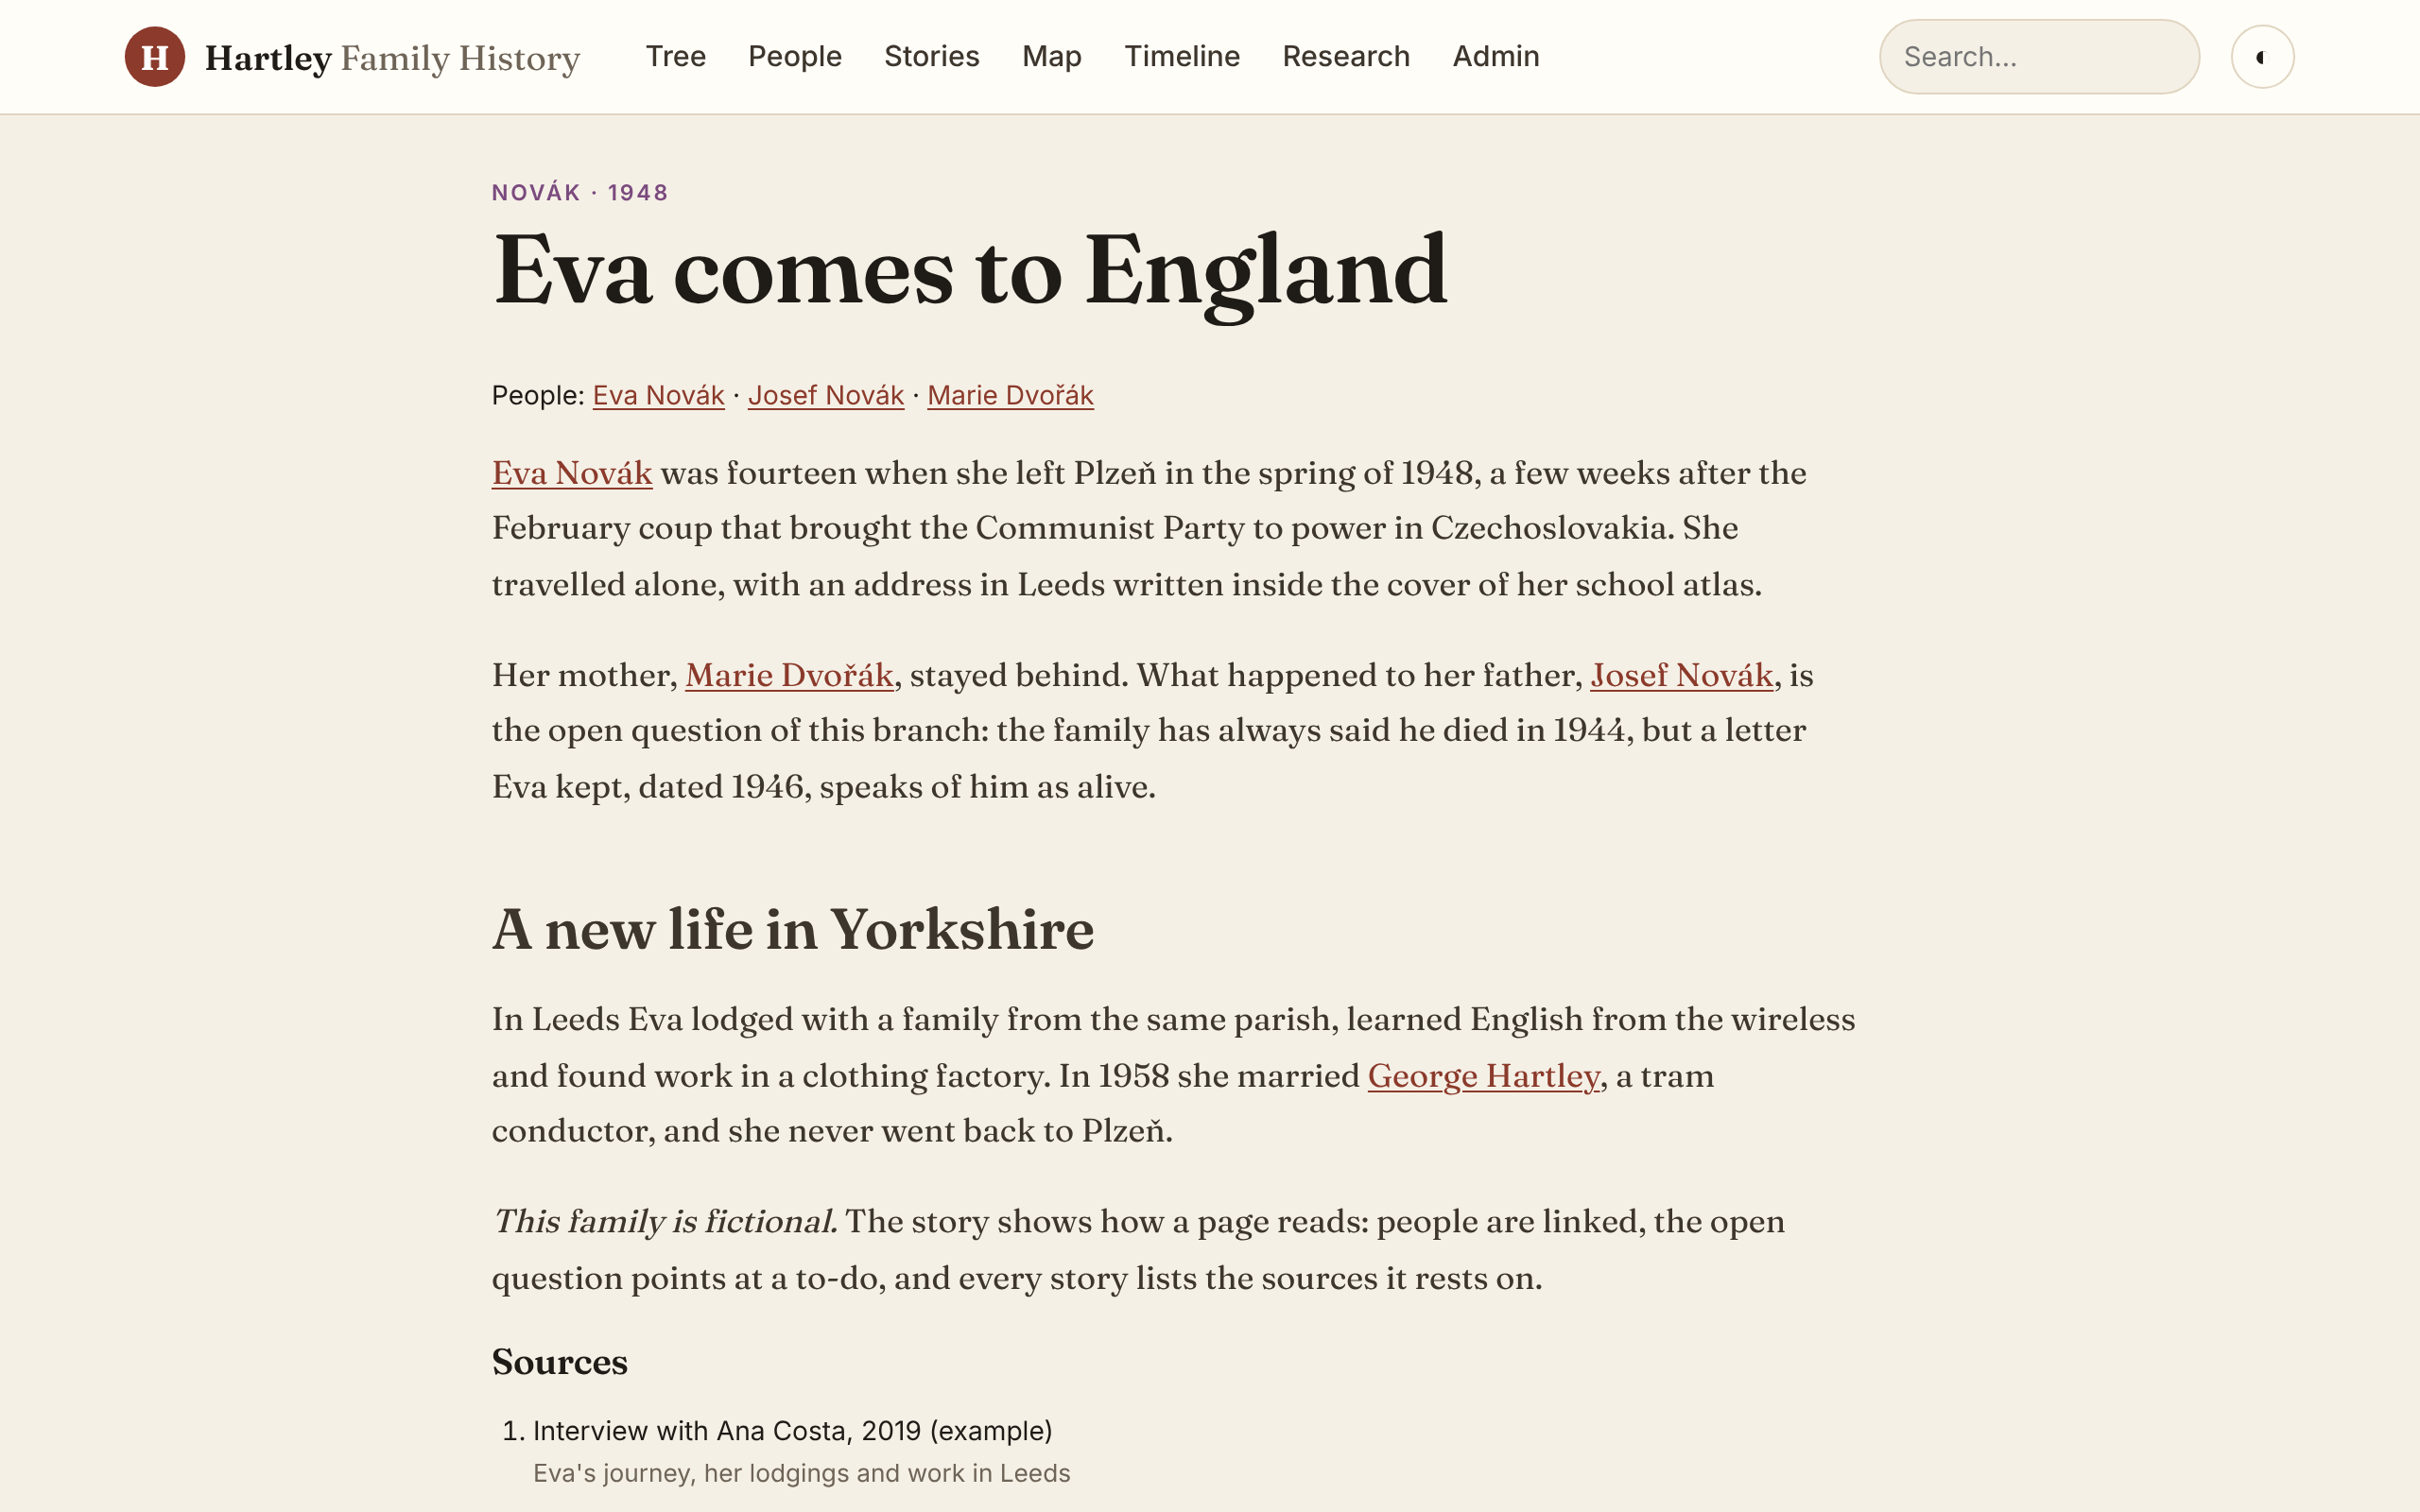 H Hartley Family History Tree People Stories Map Timeline Research Admin Search...
NOVÁK · 1948
Eva comes to England
People: Eva Novák · Josef Novák · Marie Dvořák
Eva Novák was fourteen when she left Plzeň in the spring of 1948, a few weeks after the
February coup that brought the Communist Party to power in Czechoslovakia. She
travelled alone, with an address in Leeds written inside the cover of her school atlas.
Her mother, Marie Dvořák, stayed behind. What happened to her father, Josef Novák, is
the open question of this branch: the family has always said he died in 1944, but a letter
Eva kept, dated 1946, speaks of him as alive.
A new life in Yorkshire
In Leeds Eva lodged with a family from the same parish, learned English from the wireless
and found work in a clothing factory. In 1958 she married George Hartley, a tram
conductor, and she never went back to Plzeň.
This family is fictional. The story shows how a page reads: people are linked, the open
question points at a to-do, and every story lists the sources it rests on.
Sources
1. Interview with Ana Costa, 2019 (example)
Eva's journey, her lodgings and work in Leeds